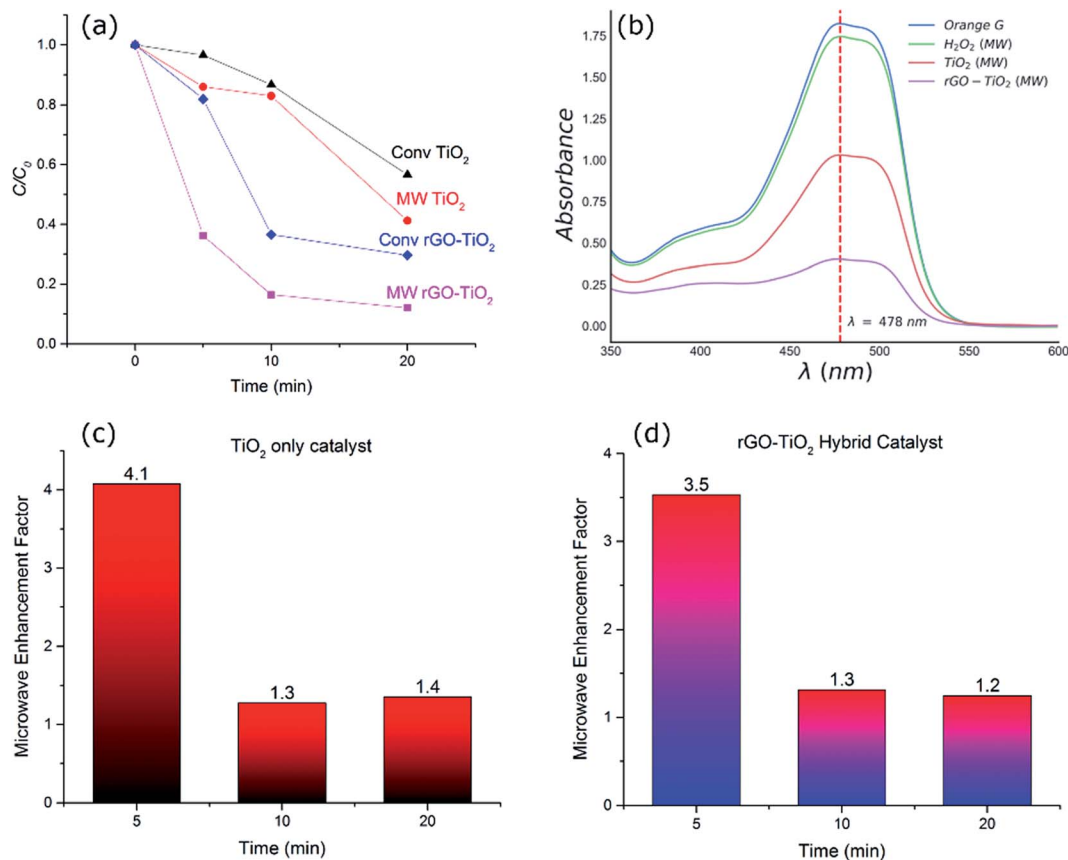 (a)
1.0
0.8
0.6
0.4
0.2
0.0
C/C₀
Conv TiO₂
MW TiO₂
Conv rGO-TiO₂
MW rGO-TiO₂
0 10 20
Time (min)
(b)
Orange G
H₂O₂ (MW)
TiO₂ (MW)
rGO − TiO₂ (MW)
1.75
1.50
1.25
1.00
0.75
0.50
0.25
0.00
Absorbance
λ = 478 nm
350 400 450 500 550 600
λ (nm)
(c)
TiO₂ only catalyst
4
3
2
1
0
Microwave Enhancement Factor
4.1
1.3
1.4
5 10 20
Time (min)
(d)
rGO-TiO₂ Hybrid Catalyst
4
3
2
1
0
Microwave Enhancement Factor
3.5
1.3
1.2
5 10 20
Time (min)